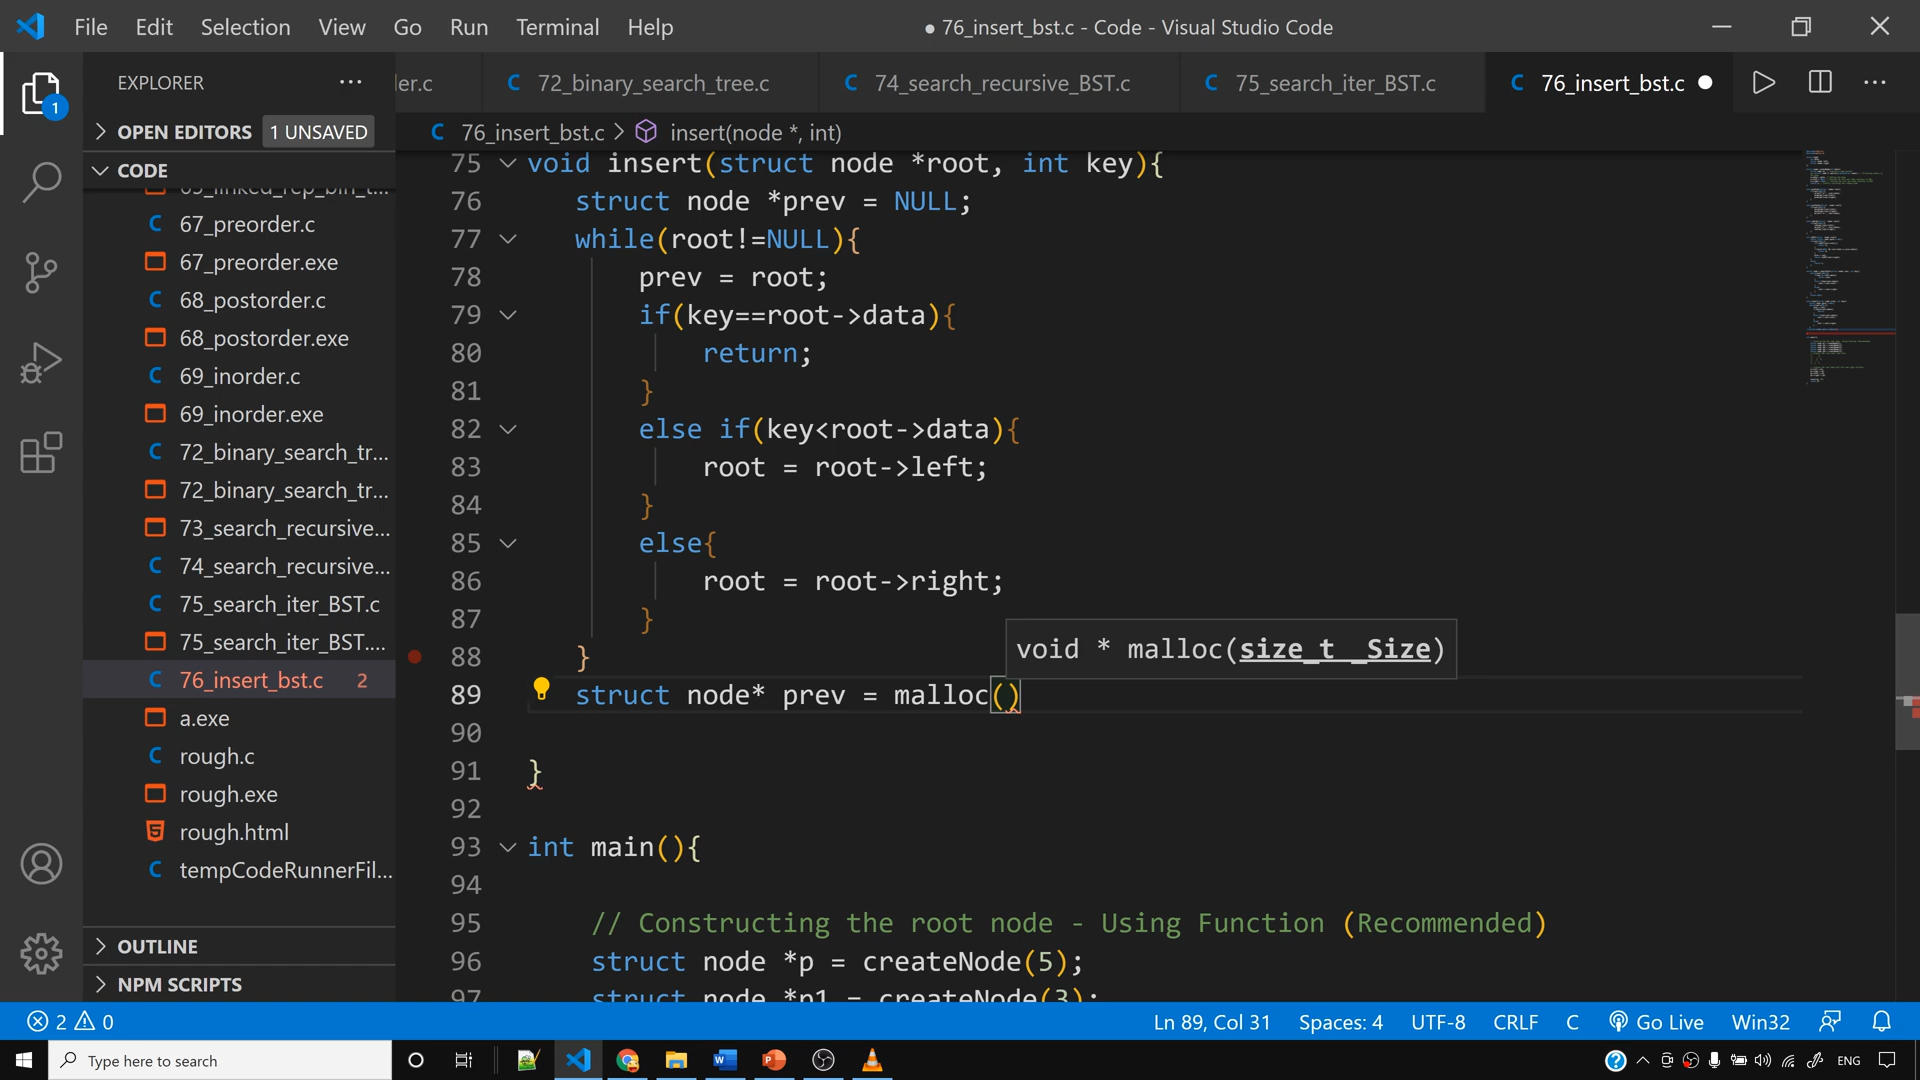 File Edit Selection View Go Run Terminal Help
● 76_insert_bst.c - Code - Visual Studio Code
EXPLORER
ler.c
72_binary_search_tree.c
74_search_recursive_BST.c
75_search_iter_BST.c
76_insert_bst.c
1
OPEN EDITORS 1 UNSAVED
CODE
76_insert_bst.c > insert(node *, int)
67_preorder.c
67_preorder.exe
68_postorder.c
68_postorder.exe
69_inorder.c
69_inorder.exe
72_binary_search_tr...
72_binary_search_tr...
73_search_recursive...
74_search_recursive...
75_search_iter_BST.c
75_search_iter_BST....
76_insert_bst.c 2
a.exe
rough.c
rough.exe
rough.html
tempCodeRunnerFil...
OUTLINE
NPM SCRIPTS
75 void insert(struct node *root, int key){
76 struct node *prev = NULL;
77 while(root!=NULL){
78 prev = root;
79 if(key==root->data){
80 return;
81 }
82 else if(key<root->data){
83 root = root->left;
84 }
85 else{
86 root = root->right;
87 }
88 }
void * malloc(size_t _Size)
89 struct node* prev = malloc()
90
91 }
92
93 int main(){
94
95 // Constructing the root node - Using Function (Recommended)
96 struct node *p = createNode(5);
97 struct node *p1 = createNode(3);
2 0
Ln 89, Col 31 Spaces: 4 UTF-8 CRLF C Go Live Win32
Type here to search
ENG